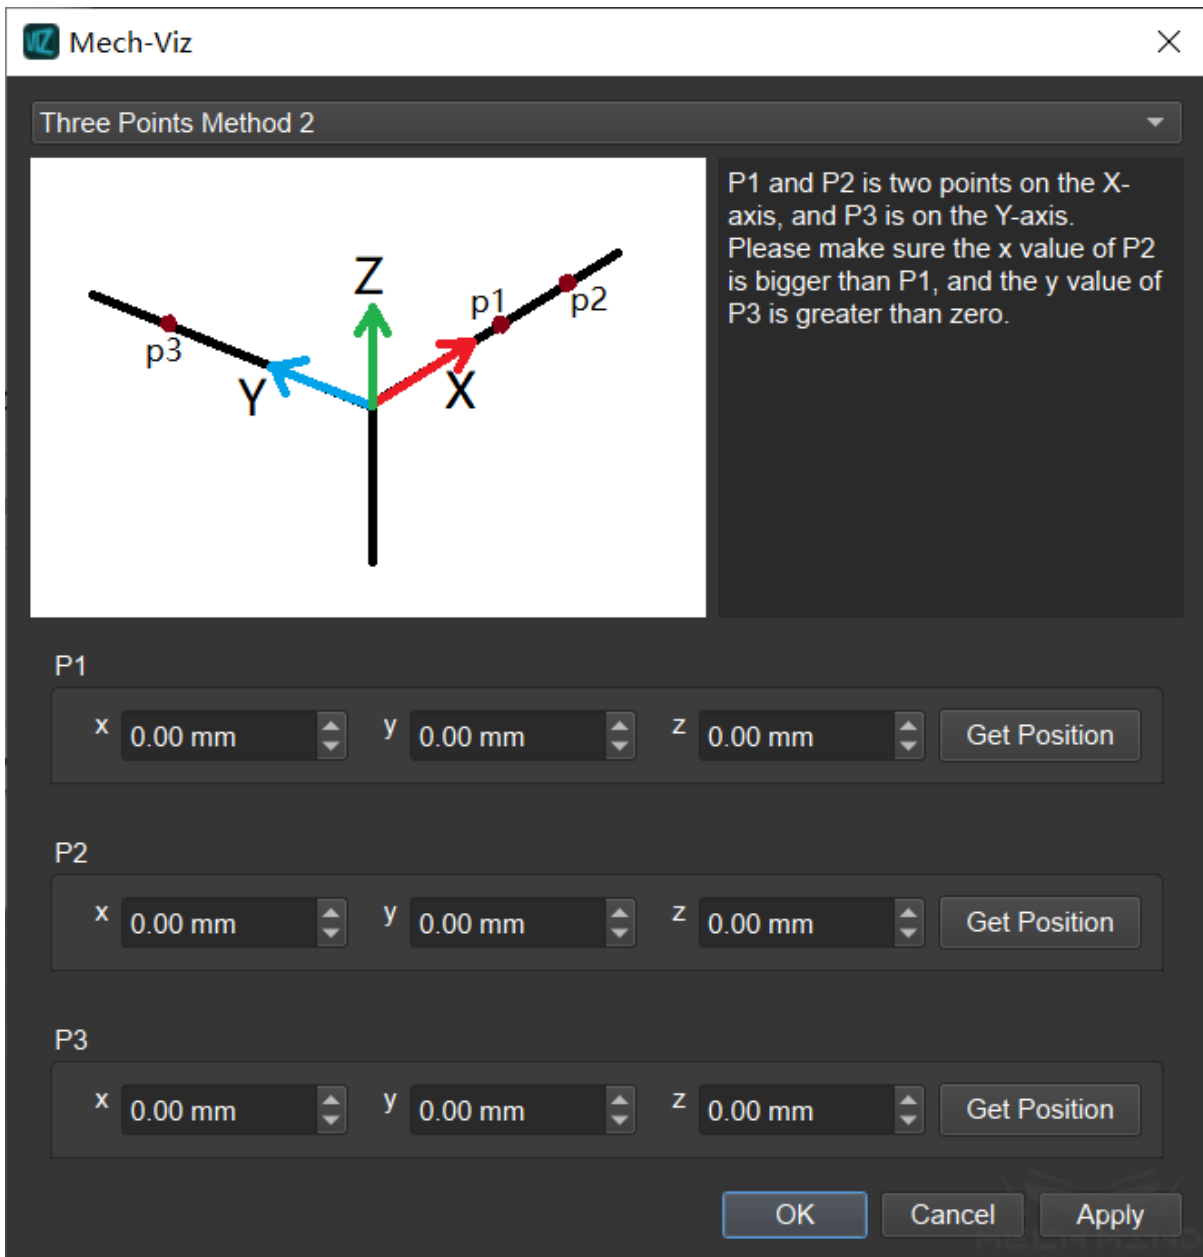 Mech-Viz
Three Points Method 2
P1 and P2 is two points on the X-
axis, and P3 is on the Y-axis.
Please make sure the x value of P2
is bigger than P1, and the y value of
P3 is greater than zero.
Z
p1
p2
p3
Y
X
P1
x 0.00 mm y 0.00 mm z 0.00 mm Get Position
P2
x 0.00 mm y 0.00 mm z 0.00 mm Get Position
P3
x 0.00 mm y 0.00 mm z 0.00 mm Get Position
OK Cancel Apply
MECH MIND